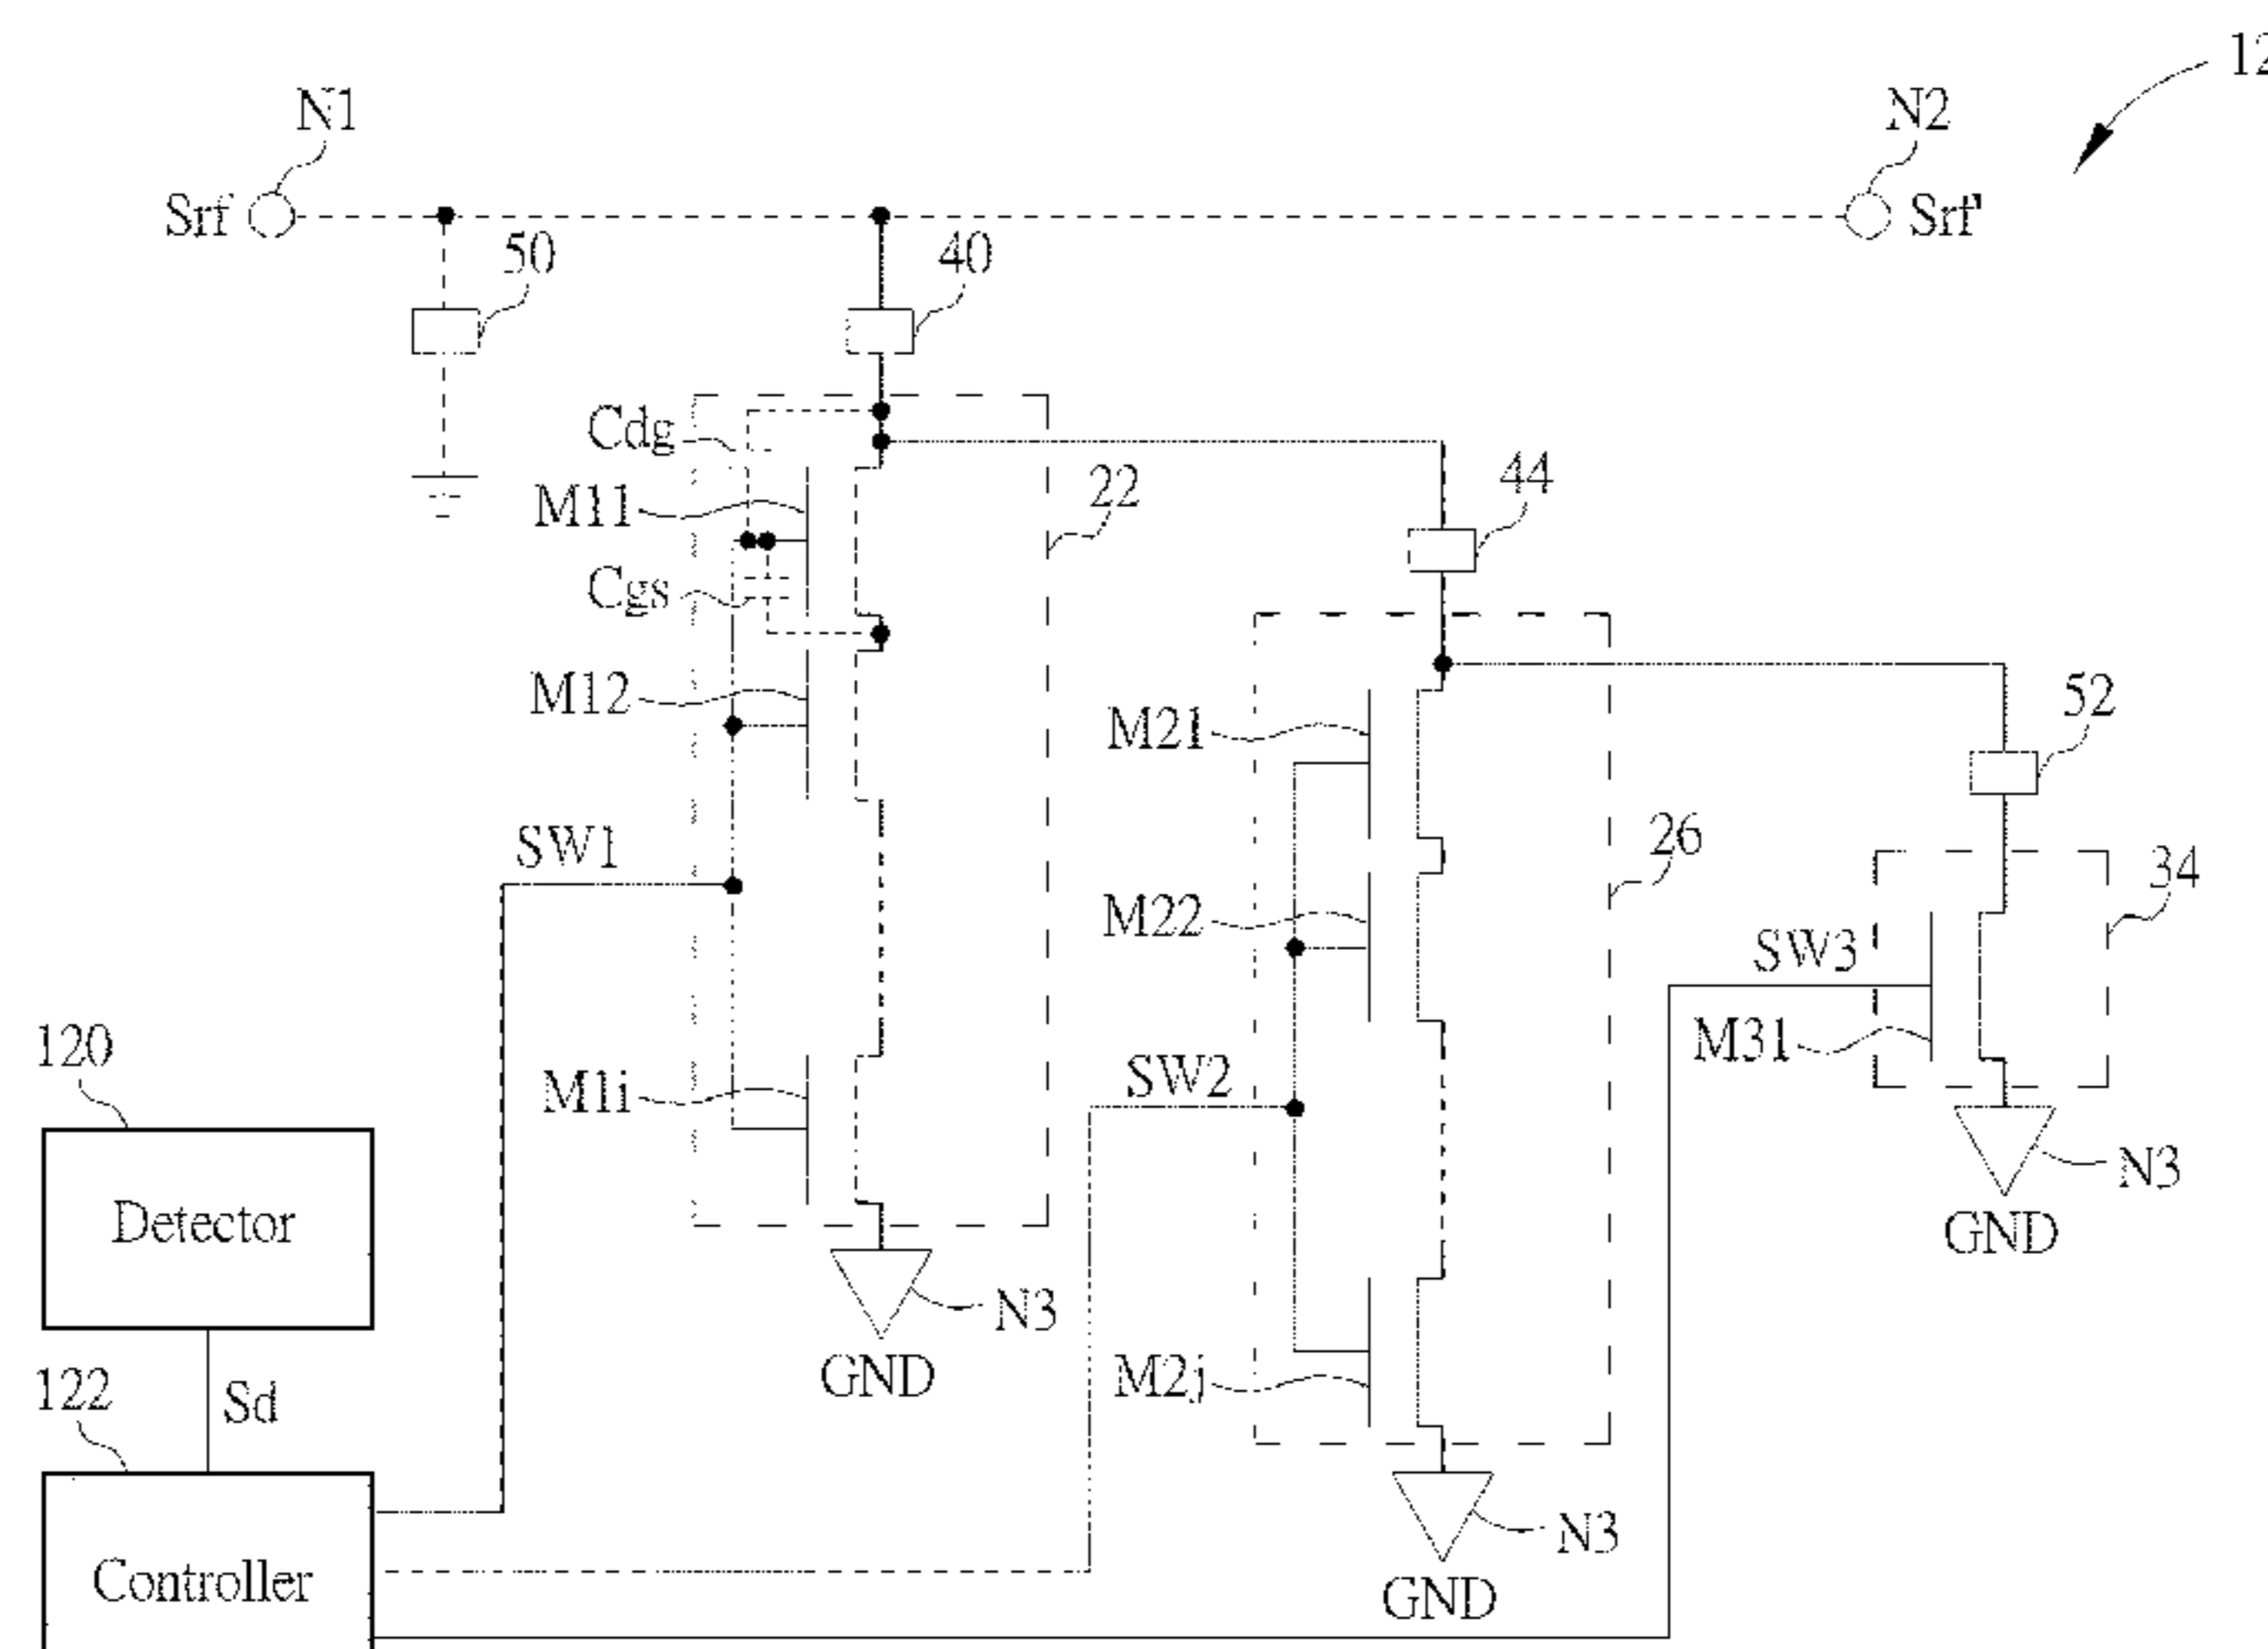 12
N1
N2
Srf
Srf'
50
40
Cdg
44
M11
22
Cgs
M12
52
M21
SW1
26
34
M22
SW3
120
M31
M1i
SW2
Detector
N3
GND
N3
122
Sd
GND
M2j
N3
Controller
GND